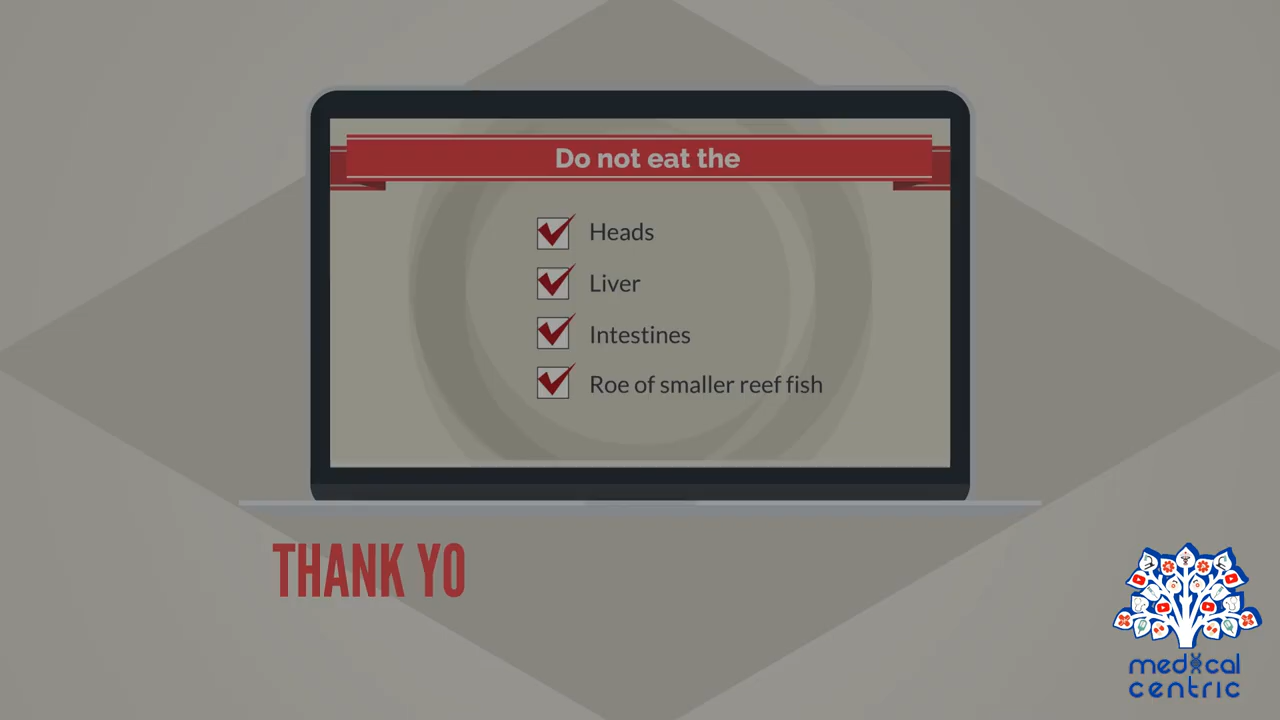 Do not eat the
Heads
Liver
Intestines
Roe of smaller reef fish
THANK YO
medical
centric